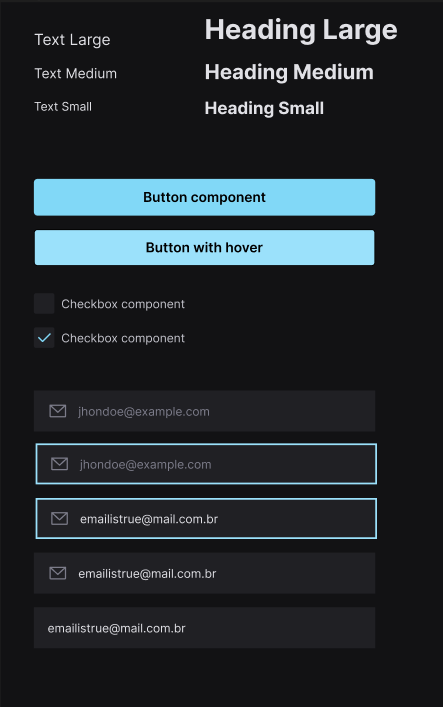 Text Large
Heading Large
Text Medium
Heading Medium
Text Small
Heading Small
Button component
Button with hover
Checkbox component
Checkbox component
jhondoe@example.com
jhondoe@example.com
emailistrue@mail.com.br
emailistrue@mail.com.br
emailistrue@mail.com.br